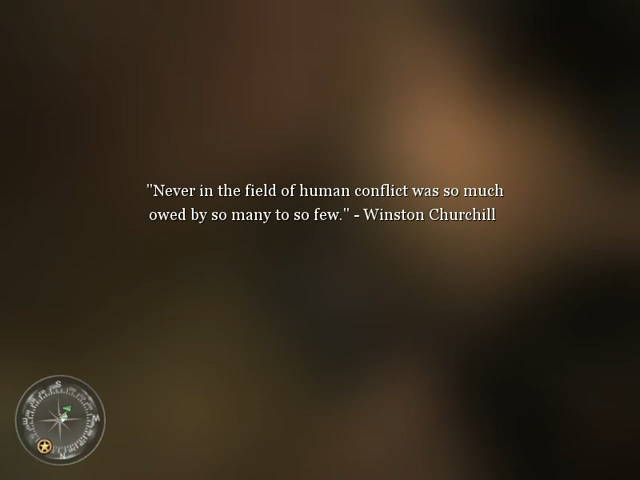 "Never in the field of human conflict was so much
owed by so many to so few." - Winston Churchill
S
N